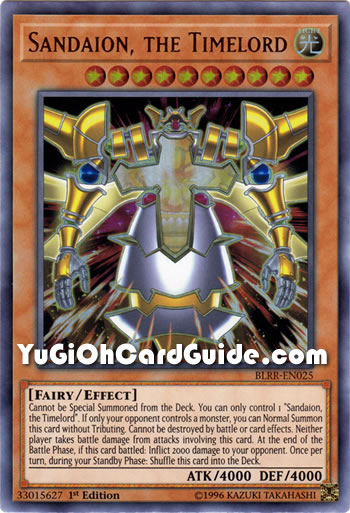 SANDAION, THE TIMELORD
光
YuGiOhCardGuide.com
BLRR-EN025
[FAIRY/EFFECT]
Cannot be Special Summoned from the Deck. You can only control 1 "Sandaion,
the Timelord". If only your opponent controls a monster, you can Normal Summon
this card without Tributing. Cannot be destroyed by battle or card effects. Neither
player takes battle damage from attacks involving this card. At the end of the
Battle Phase, if this card battled: Inflict 2000 damage to your opponent. Once per
turn, during your Standby Phase: Shuffle this card into the Deck.
ATK/4000 DEF/4000
33015627 1st Edition ©1996 KAZUKI TAKAHASHI